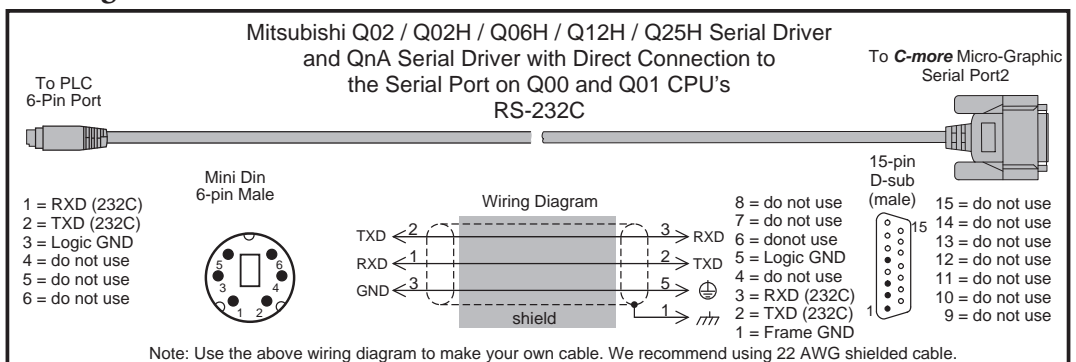 Mitsubishi Q02 / Q02H / Q06H / Q12H / Q25H Serial Driver
and QnA Serial Driver with Direct Connection to
the Serial Port on Q00 and Q01 CPU's
RS-232C
To PLC
6-Pin Port
To C-more Micro-Graphic
Serial Port2
1 = RXD (232C)
2 = TXD (232C)
3 = Logic GND
4 = do not use
5 = do not use
6 = do not use
Mini Din
6-pin Male
5 6
3 4
1 2
Wiring Diagram
TXD 2 3 RXD
RXD 1 2 TXD
GND 3 5
1
shield
8 = do not use
7 = do not use
6 = donot use
5 = Logic GND
4 = do not use
3 = RXD (232C)
2 = TXD (232C)
1 = Frame GND
15-pin
D-sub
(male)
15
1
15 = do not use
14 = do not use
13 = do not use
12 = do not use
11 = do not use
10 = do not use
9 = do not use
Note: Use the above wiring diagram to make your own cable. We recommend using 22 AWG shielded cable.